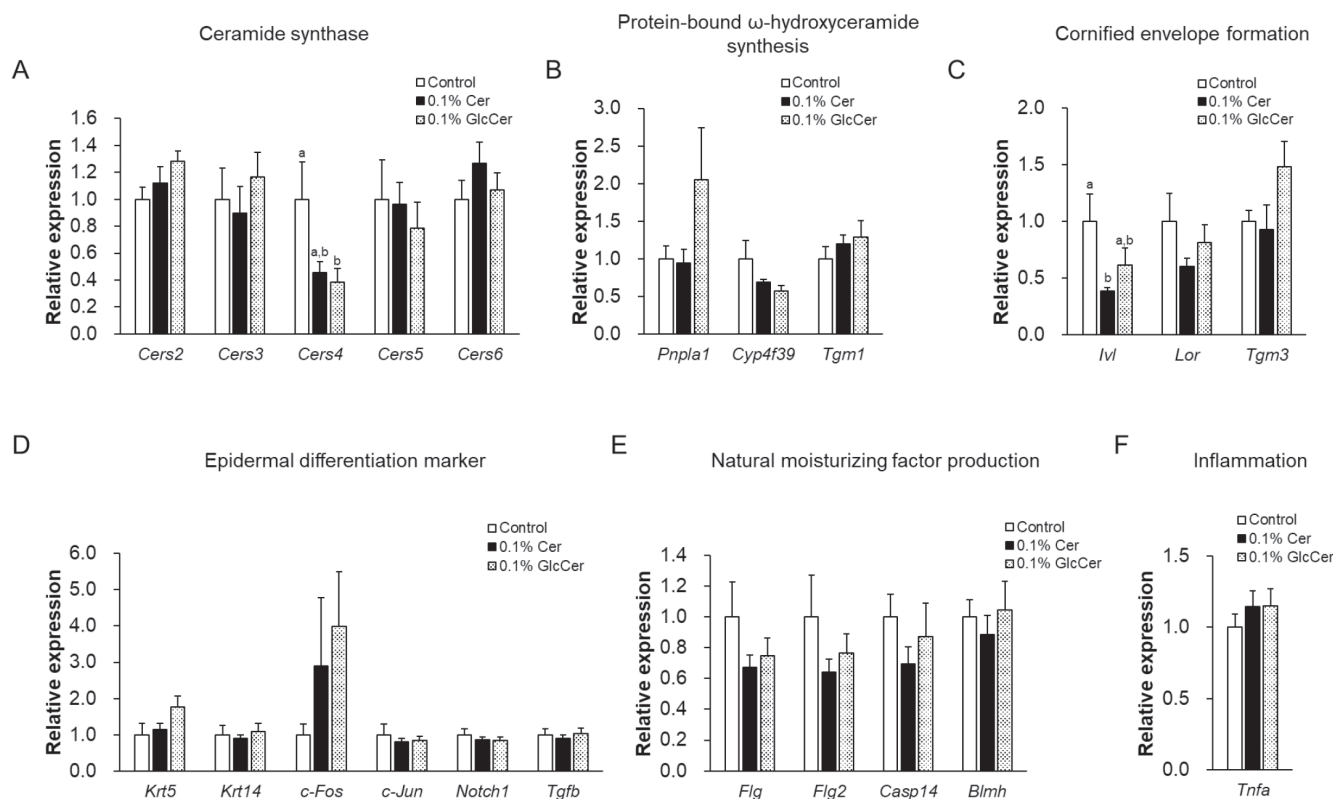 Ceramide synthase
A
Control
0.1% Cer
0.1% GlcCer
Relative expression
1.6
1.4
1.2
1.0
0.8
0.6
0.4
0.2
0.0
a
a,b
b
Cers2 Cers3 Cers4 Cers5 Cers6
Protein-bound ω-hydroxyceramide
synthesis
B
Control
0.1% Cer
0.1% GlcCer
Relative expression
3.0
2.5
2.0
1.5
1.0
0.5
0.0
Pnpla1 Cyp4f39 Tgm1
Cornified envelope formation
C
Control
0.1% Cer
0.1% GlcCer
Relative expression
2.0
1.5
1.0
0.5
0.0
a
b
a,b
Ivl Lor Tgm3
D
Epidermal differentiation marker
Control
0.1% Cer
0.1% GlcCer
Relative expression
6.0
5.0
4.0
3.0
2.0
1.0
0.0
Krt5 Krt14 c-Fos c-Jun Notch1 Tgfb
E
Natural moisturizing factor production
Control
0.1% Cer
0.1% GlcCer
Relative expression
1.4
1.2
1.0
0.8
0.6
0.4
0.2
0.0
Flg Flg2 Casp14 Blmh
F
Inflammation
Control
0.1% Cer
0.1% GlcCer
Relative expression
1.5
1.0
0.5
0.0
Tnfa